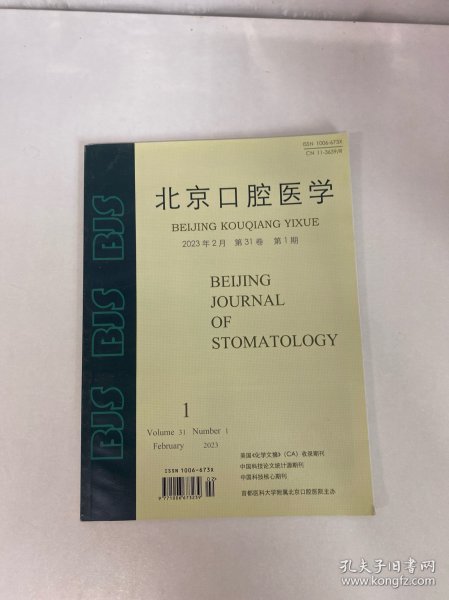 ISSN 1006-673X
CN 11-3639/R
北京口腔医学
BEIJING KOUQIANG YIXUE
2023年2月 第31卷 第1期
BEIJING
JOURNAL
OF
STOMATOLOGY
BJS BJS BJS
1
Volume 31 Number 1
February 2023
美国《化学文摘》(CA)收录期刊
中国科技论文统计源期刊
中国科技核心期刊
首都医科大学附属北京口腔医院主办
ISSN 1006-673X
02
9 771006 673239
孔夫子旧书网
www.kongfz.com